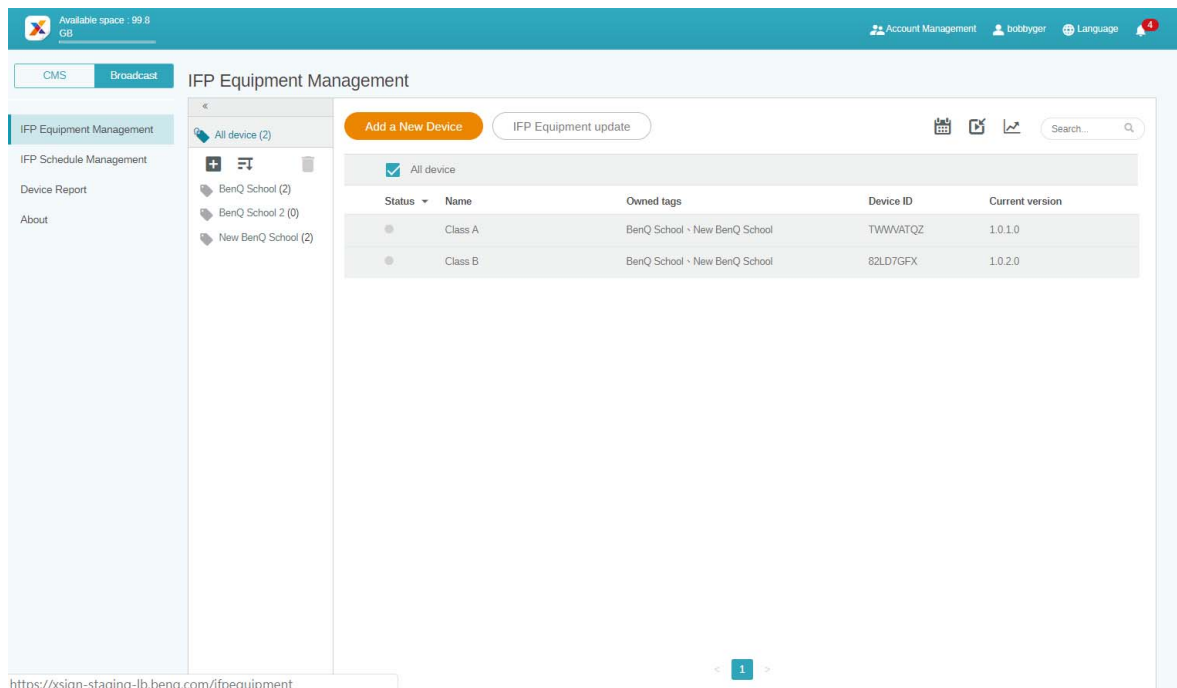 Available space : 99.8
GB
Account Management bobbyger Language 4
CMS Broadcast
IFP Equipment Management
IFP Equipment Management
IFP Schedule Management
Device Report
About
«
All device (2)
BenQ School (2)
BenQ School 2 (0)
New BenQ School (2)
Add a New Device IFP Equipment update Search...
All device
Status Name Owned tags Device ID Current version
Class A BenQ School、New BenQ School TWWVATQZ 1.0.1.0
Class B BenQ School、New BenQ School 82LD7GFX 1.0.2.0
< 1 >
https://xsign-staging-lb.benq.com/ifpequipment